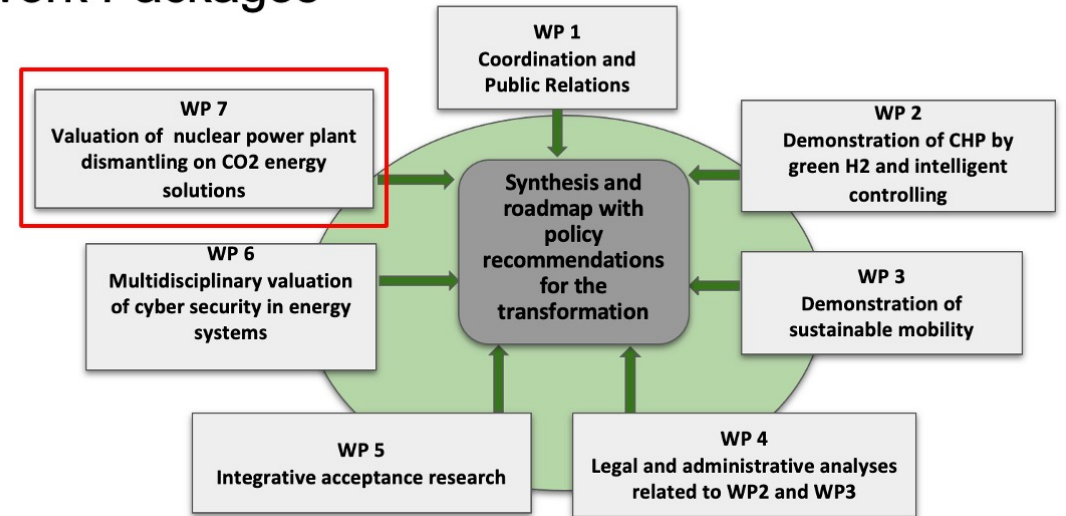 Work Packages
WP 1
Coordination and
Public Relations
WP 7
Valuation of nuclear power plant
dismantling on CO2 energy
solutions
WP 2
Demonstration of CHP by
green H2 and intelligent
controlling
Synthesis and
roadmap with
policy
recommendations
for the
transformation
WP 6
Multidisciplinary valuation
of cyber security in energy
systems
WP 3
Demonstration of
sustainable mobility
WP 5
Integrative acceptance research
WP 4
Legal and administrative analyses
related to WP2 and WP3